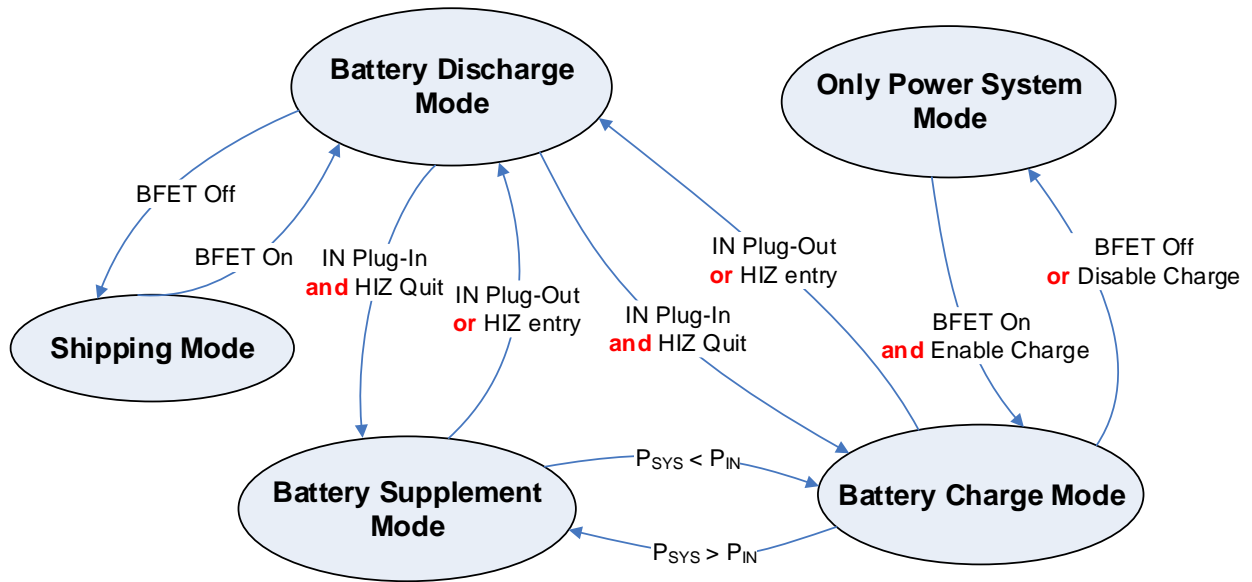 Battery Discharge
Mode
Only Power System
Mode
BFET Off
BFET On
IN Plug-In
and HIZ Quit
IN Plug-Out
or HIZ entry
IN Plug-In
and HIZ Quit
IN Plug-Out
or HIZ entry
BFET On
and Enable Charge
BFET Off
or Disable Charge
Shipping Mode
Battery Supplement
Mode
PSYS < PIN
PSYS > PIN
Battery Charge Mode